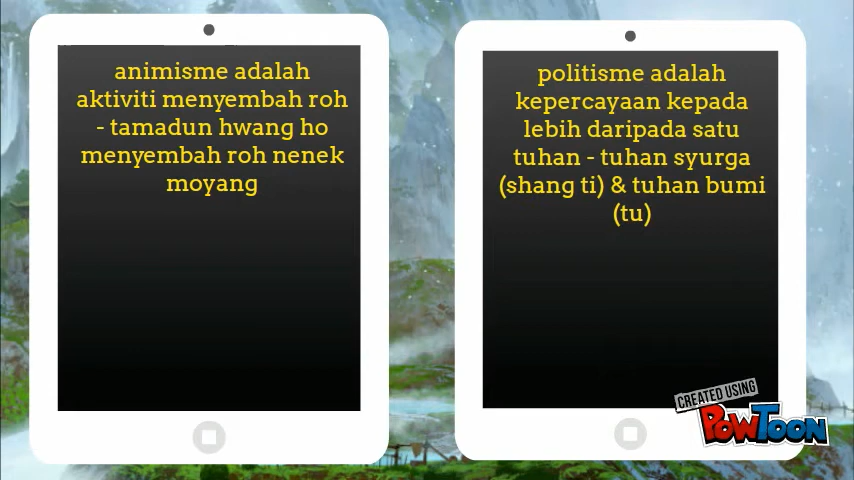 animisme adalah
aktiviti menyembah roh
- tamadun hwang ho
menyembah roh nenek
moyang
politisme adalah
kepercayaan kepada
lebih daripada satu
tuhan - tuhan syurga
(shang ti) & tuhan bumi
(tu)
CREATED USING
POWTOON